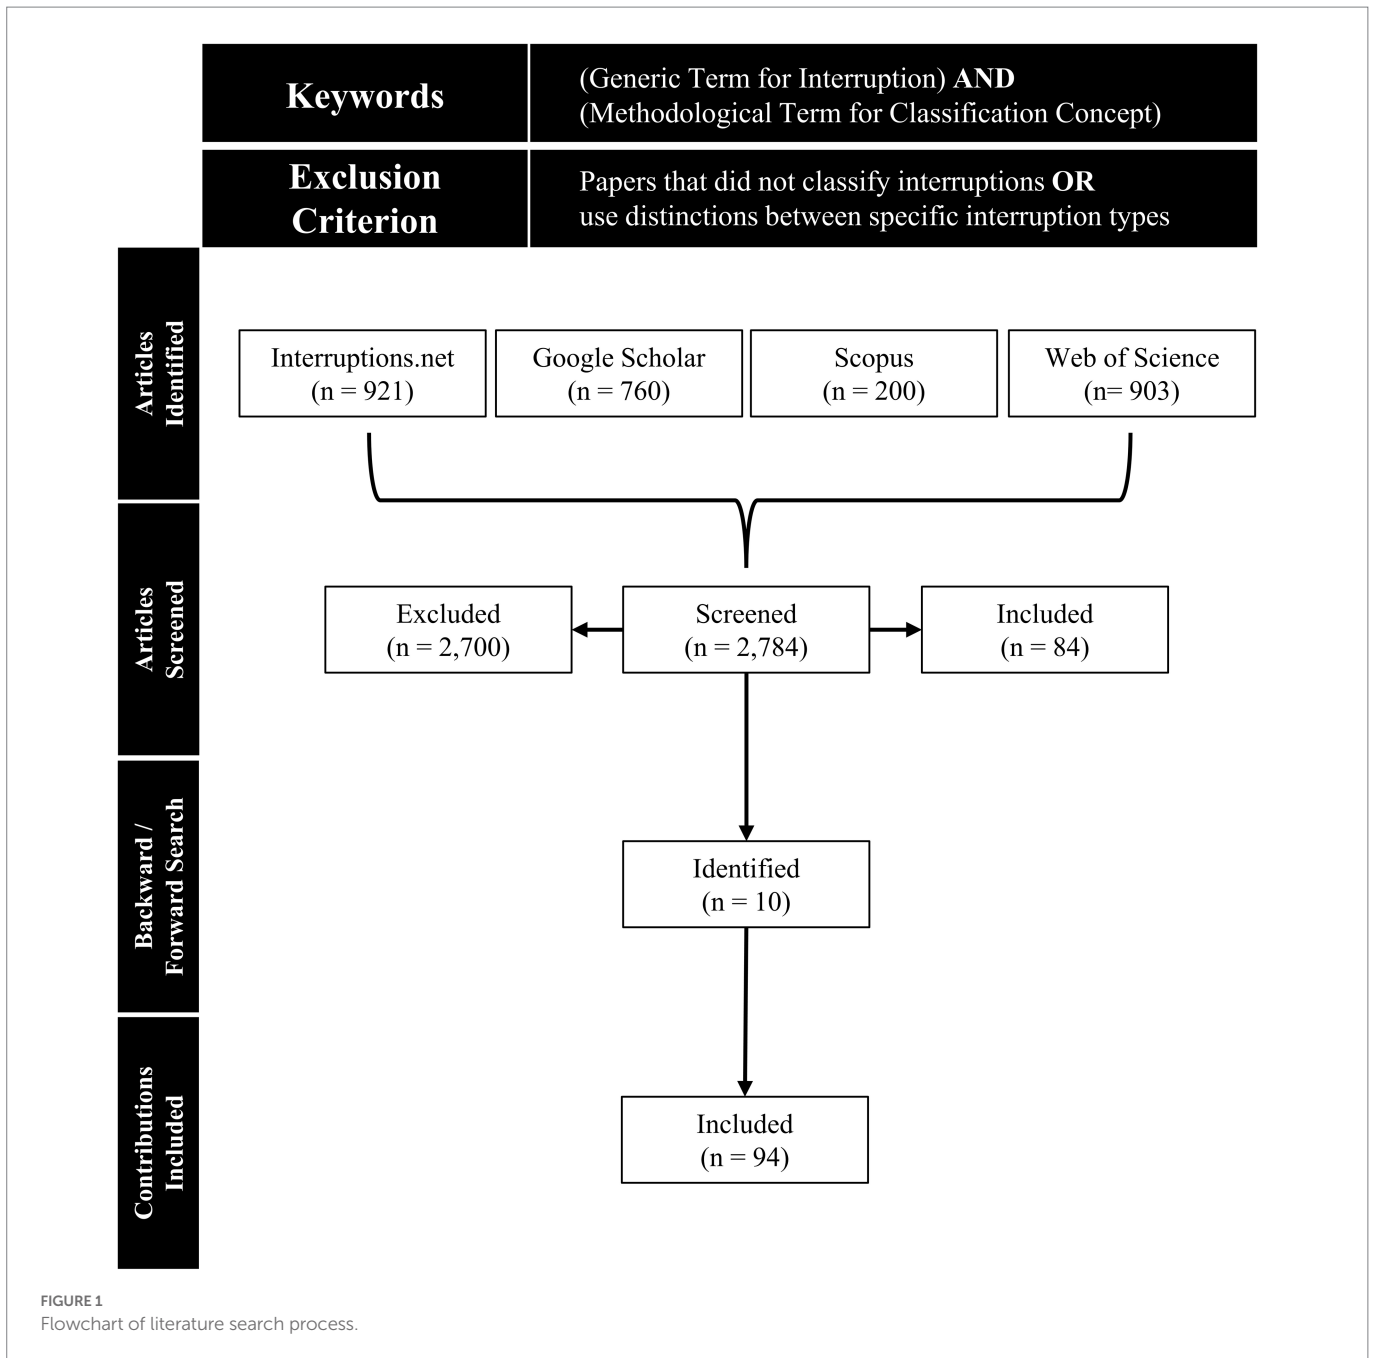 Keywords
(Generic Term for Interruption) AND
(Methodological Term for Classification Concept)
Exclusion
Criterion
Papers that did not classify interruptions OR
use distinctions between specific interruption types
Articles
Identified
Interruptions.net
(n = 921)
Google Scholar
(n = 760)
Scopus
(n = 200)
Web of Science
(n= 903)
Articles
Screened
Excluded
(n = 2,700)
Screened
(n = 2,784)
Included
(n = 84)
Backward /
Forward Search
Identified
(n = 10)
Contributions
Included
Included
(n = 94)
FIGURE 1
Flowchart of literature search process.